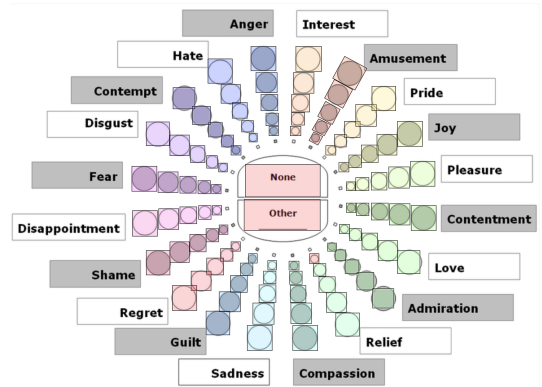 Anger
Interest
Hate
Amusement
Contempt
Pride
Disgust
Joy
Fear
None
Pleasure
Disappointment
Other
Contentment
Shame
Love
Regret
Admiration
Guilt
Relief
Sadness
Compassion